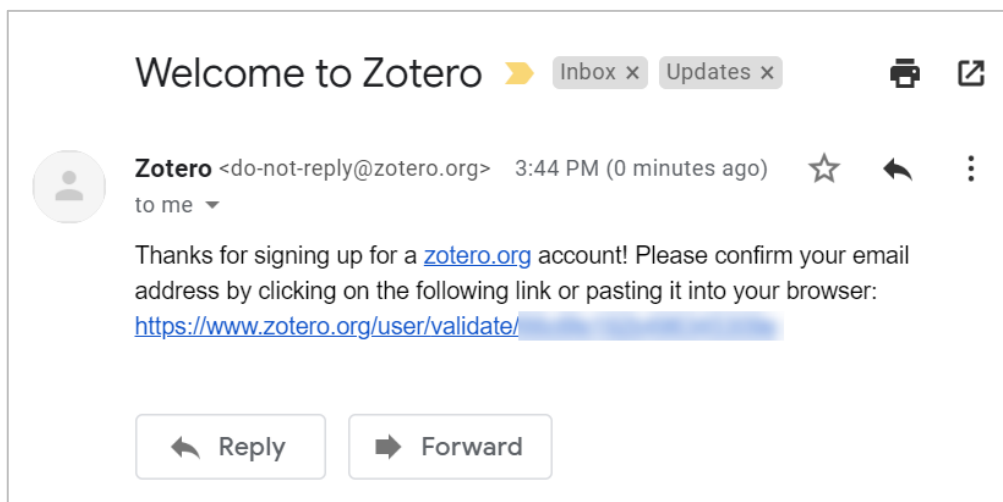 Welcome to Zotero Inbox × Updates ×
Zotero <do-not-reply@zotero.org> 3:44 PM (0 minutes ago)
to me
Thanks for signing up for a zotero.org account! Please confirm your email
address by clicking on the following link or pasting it into your browser:
https://www.zotero.org/user/validate/
Reply Forward